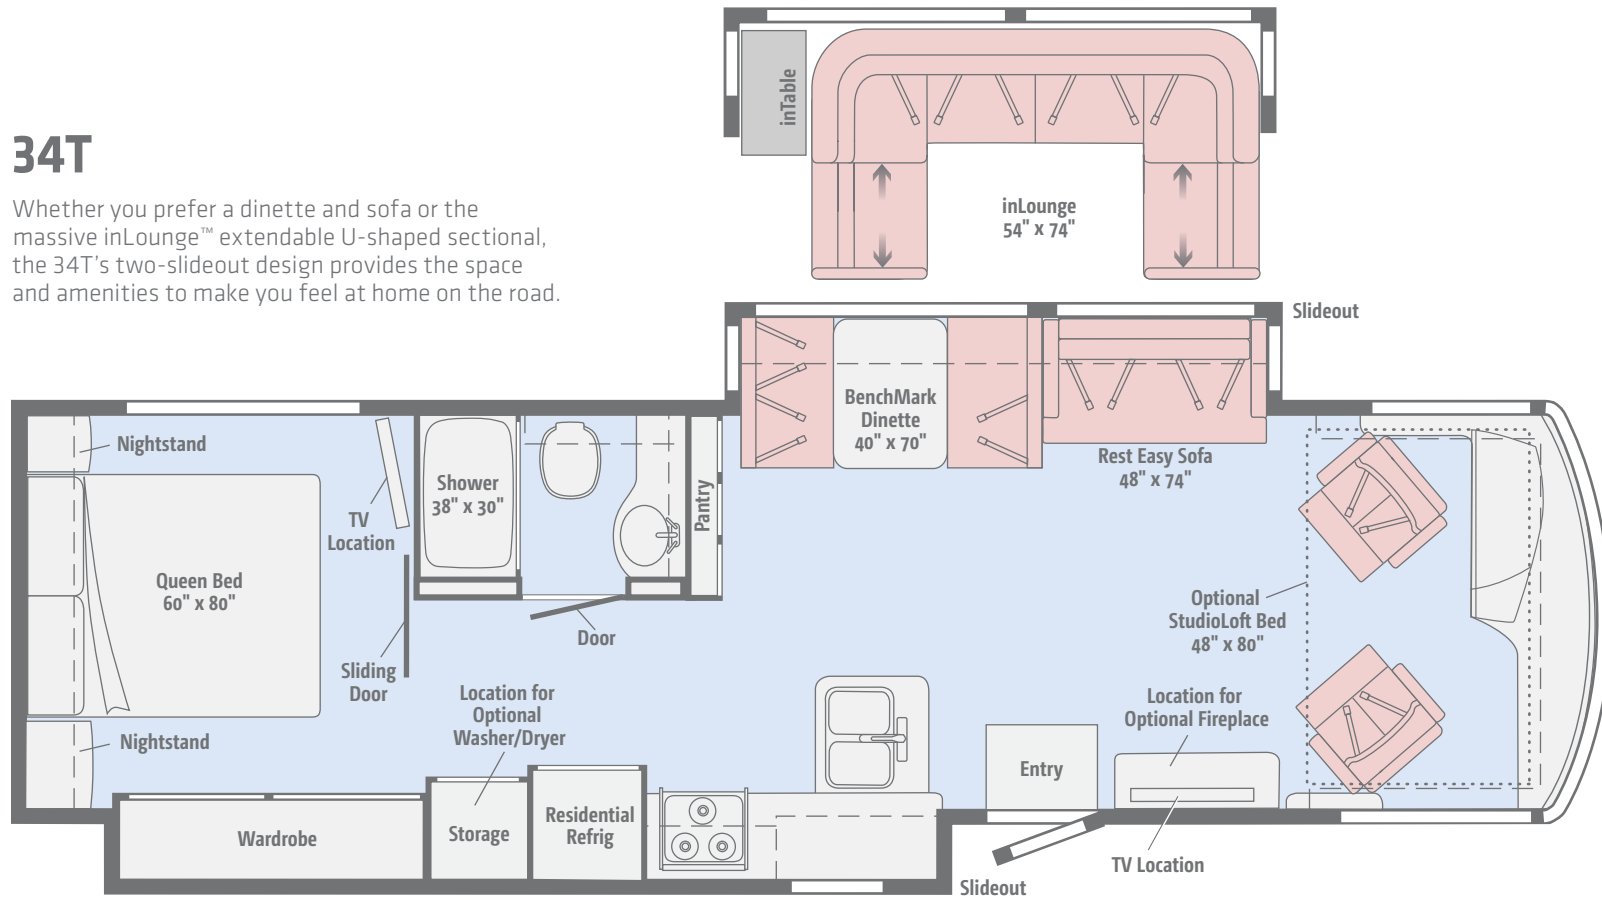 34T
Whether you prefer a dinette and sofa or the
massive inLounge™ extendable U-shaped sectional,
the 34T's two-slideout design provides the space
and amenities to make you feel at home on the road.
inTable
inLounge
54" x 74"
Slideout
BenchMark
Dinette
40" x 70"
Rest Easy Sofa
48" x 74"
Nightstand
TV
Location
Shower
38" x 30"
Pantry
Queen Bed
60" x 80"
Sliding
Door
Door
Optional
StudioLoft Bed
48" x 80"
Location for
Optional
Washer/Dryer
Location for
Optional Fireplace
Nightstand
Entry
Wardrobe
Storage
Residential
Refrig
TV Location
Slideout